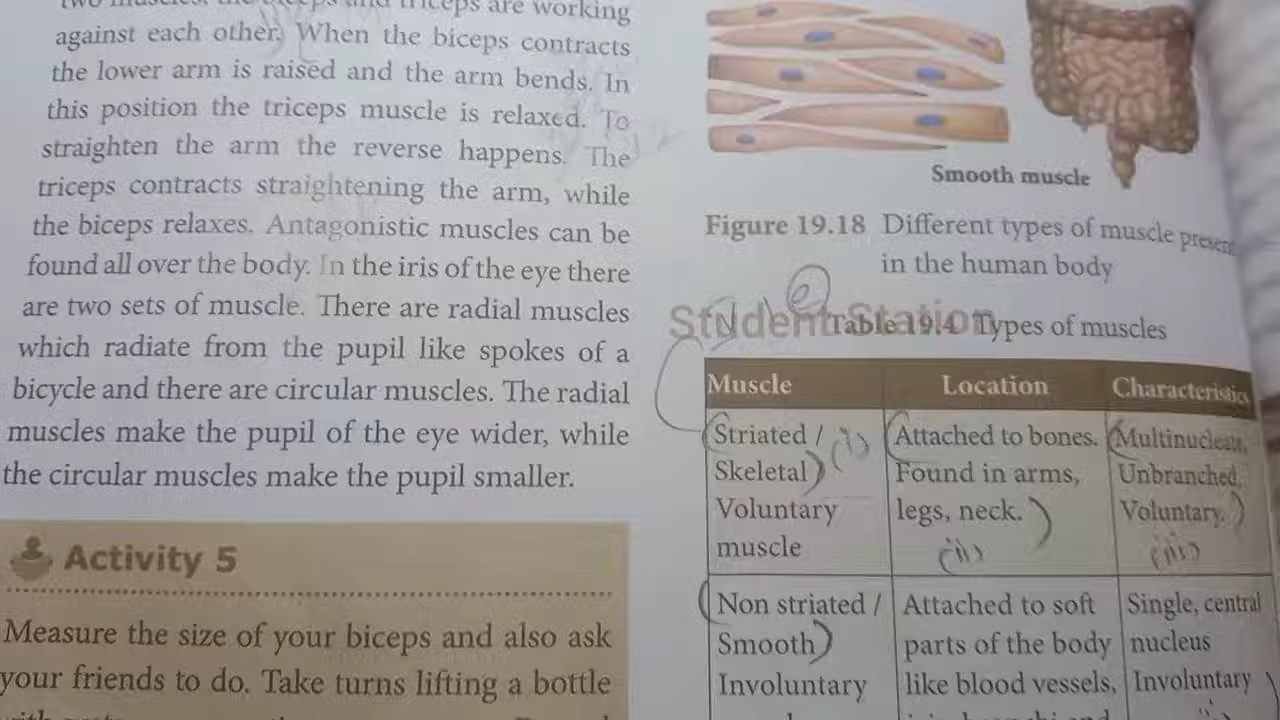 two muscles, the biceps and triceps are working
against each other. When the biceps contracts
the lower arm is raised and the arm bends. In
this position the triceps muscle is relaxed. To
straighten the arm the reverse happens. The
triceps contracts straightening the arm, while
the biceps relaxes. Antagonistic muscles can be
found all over the body. In the iris of the eye there
are two sets of muscle. There are radial muscles
which radiate from the pupil like spokes of a
bicycle and there are circular muscles. The radial
muscles make the pupil of the eye wider, while
the circular muscles make the pupil smaller.
Activity 5
Measure the size of your biceps and also ask
your friends to do. Take turns lifting a bottle
Smooth muscle
Figure 19.18 Different types of muscle present
in the human body
Student Station
Table 19.4 Types of muscles
Muscle Location Characteristics
Striated / (i) Attached to bones. Multinuclear,
Skeletal) Found in arms, Unbranched,
Voluntary legs, neck.) Voluntary.)
muscle (ii) (iii)
(Non striated / Attached to soft Single, central
Smooth) parts of the body nucleus
Involuntary like blood vessels, Involuntary